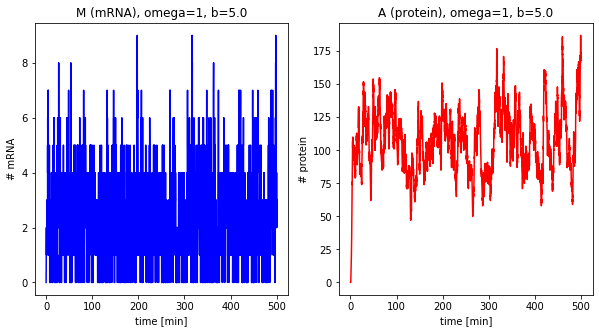 M (mRNA), omega=1, b=5.0
# mRNA
8
6
4
2
0
0 100 200 300 400 500
time [min]
A (protein), omega=1, b=5.0
# protein
175
150
125
100
75
50
25
0
0 100 200 300 400 500
time [min]